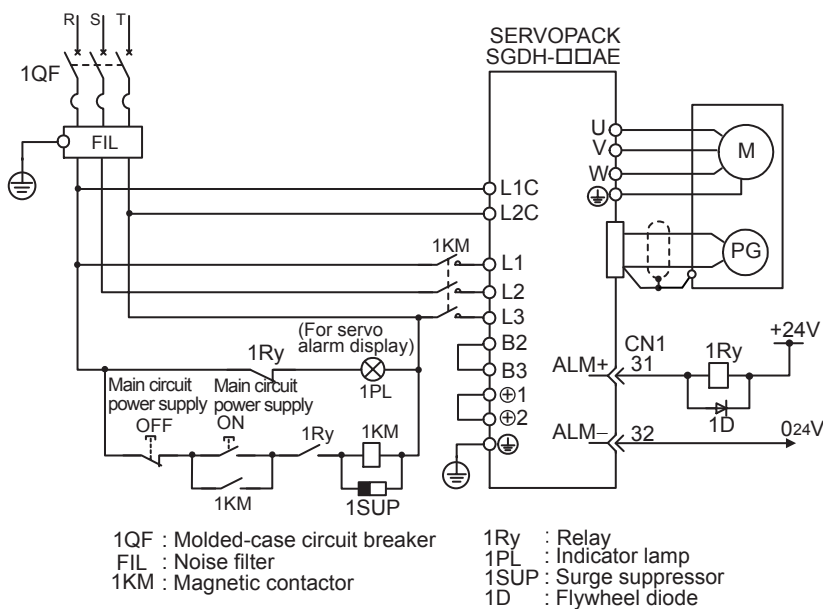 R S T
1QF
FIL
SERVOPACK
SGDH-□□AE
L1C
L2C
1KM
L1
L2
L3
B2
B3
⊕1
⊕2
U
V
W
M
PG
(For servo
alarm display)
1Ry
1PL
Main circuit
power supply
OFF
Main circuit
power supply
ON
1Ry
1KM
1KM
1SUP
ALM+
CN1
31
1Ry
+24V
1D
ALM−
32
024V
1QF : Molded-case circuit breaker
FIL : Noise filter
1KM : Magnetic contactor
1Ry : Relay
1PL : Indicator lamp
1SUP : Surge suppressor
1D : Flywheel diode